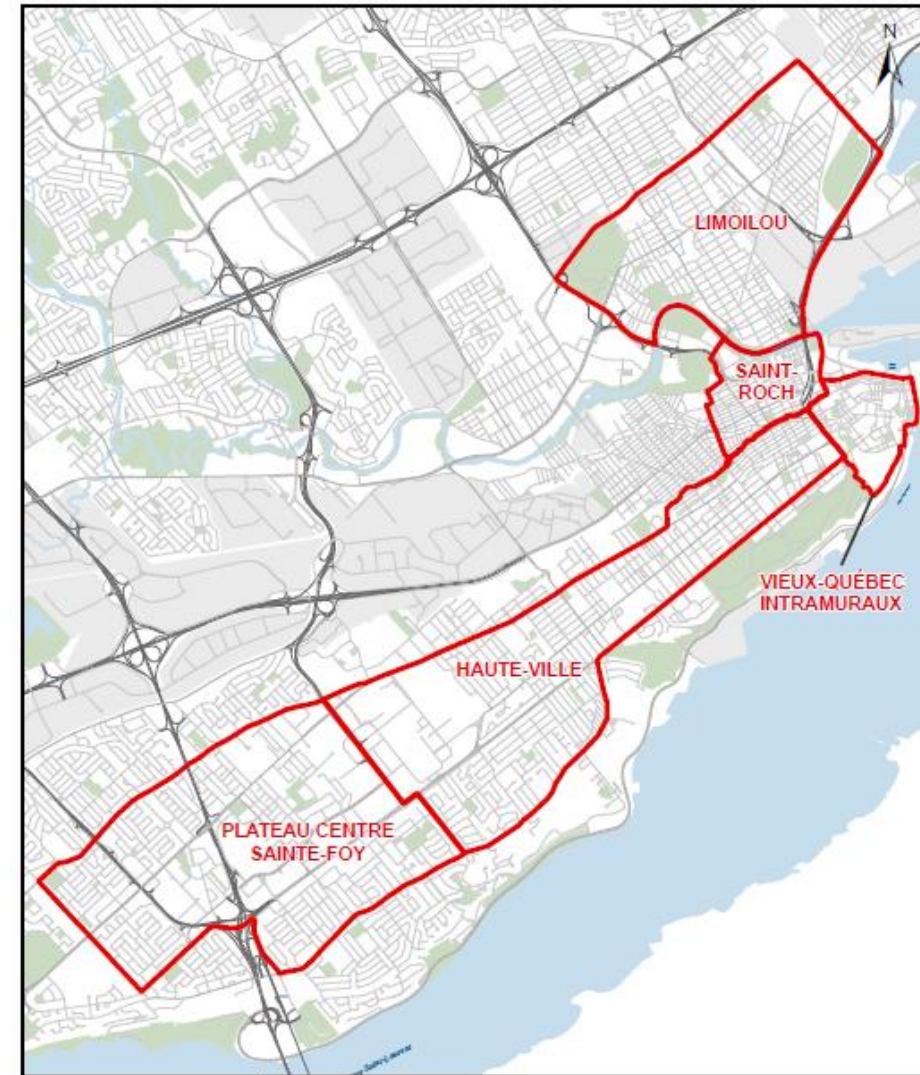 N
LIMOILOU
SAINT-
ROCH
VIEUX-QUÉBEC
INTRAMURAUX
HAUTE-VILLE
PLATEAU CENTRE
SAINTE-FOY